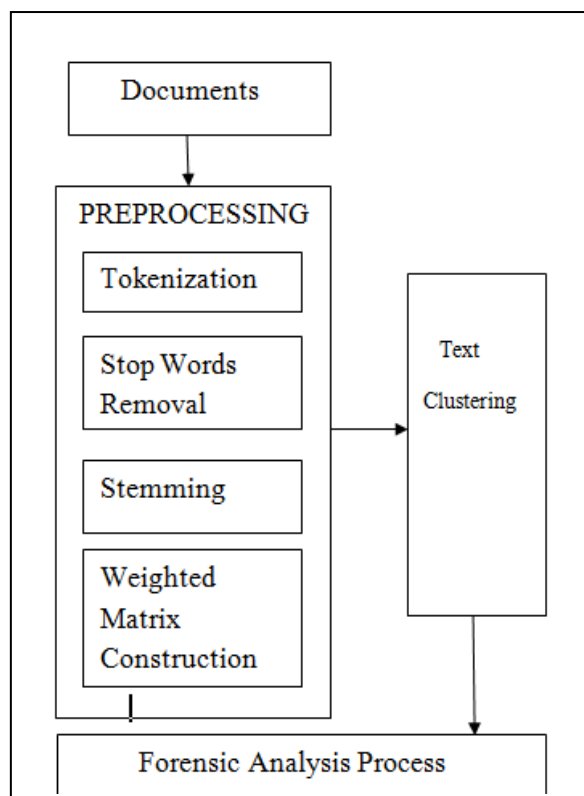 Documents
PREPROCESSING
Tokenization
Stop Words
Removal
Stemming
Weighted
Matrix
Construction
Text
Clustering
Forensic Analysis Process